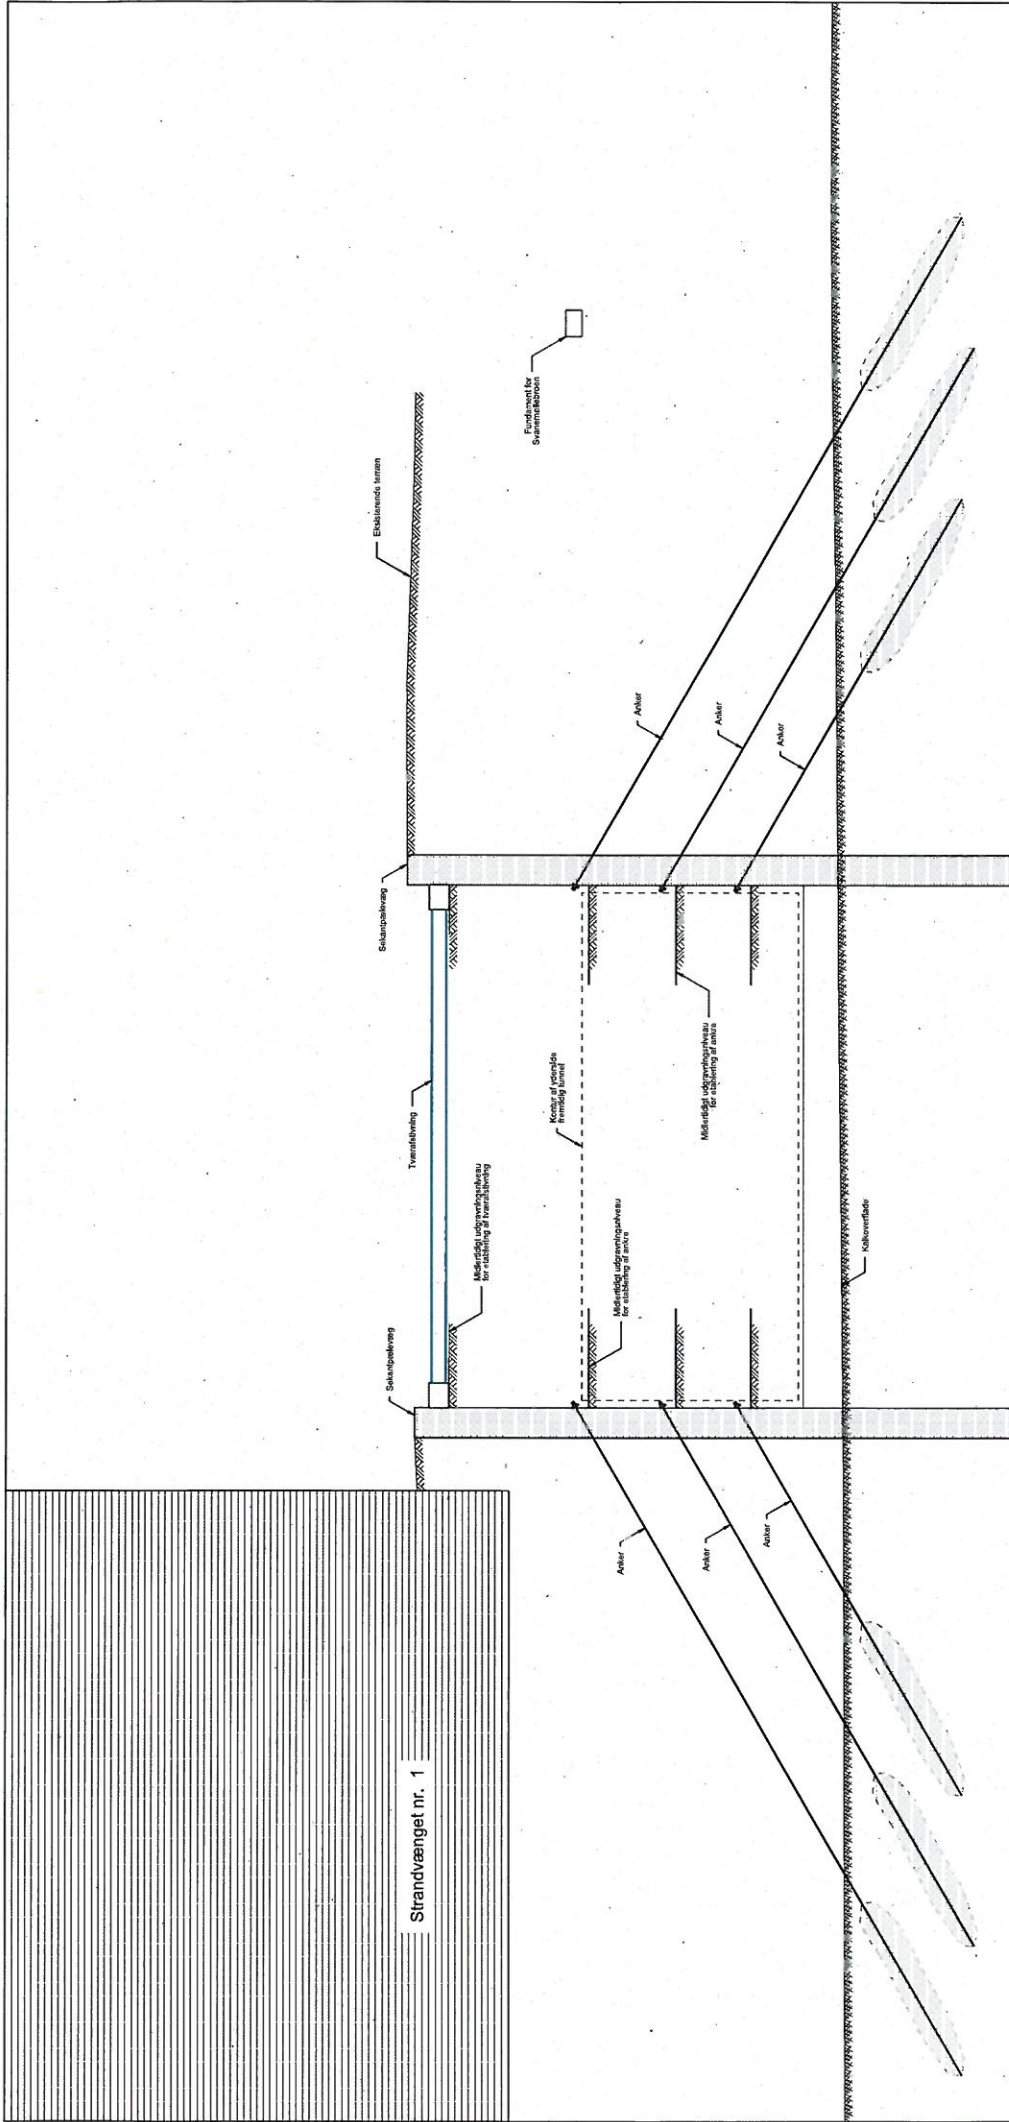 Strandvænget nr. 1
Sekantpælevæg
Tværafstivning
Sekantpælevæg
Eksisterende terræn
Midlertidigt udgravningsniveau
for etablering af tværafstivning
Fundament for
Svanemøllebroen
Kontur af yderside
fremtidig tunnel
Midlertidigt udgravningsniveau
for etablering af ankre
Midlertidigt udgravningsniveau
for etablering af ankre
Anker
Anker
Anker
Anker
Anker
Anker
Kalkoverflade